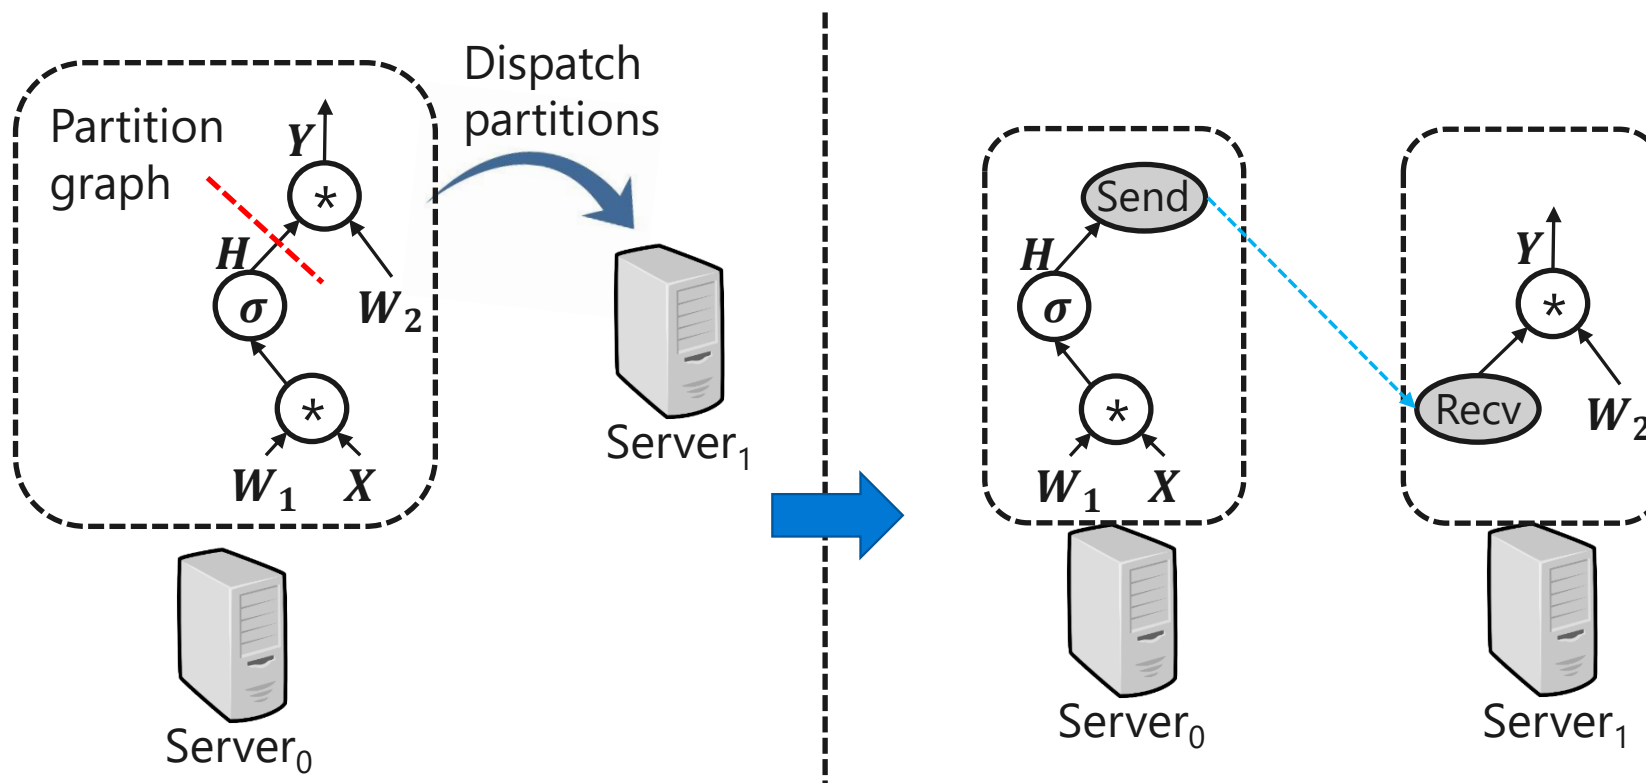 Dispatch
partitions
Partition
graph
Y
*
H
σ
W₂
*
W₁ X
Server₁
Server₀
Send
H
σ
*
W₁ X
Server₀
Y
*
Recv
W₂
Server₁